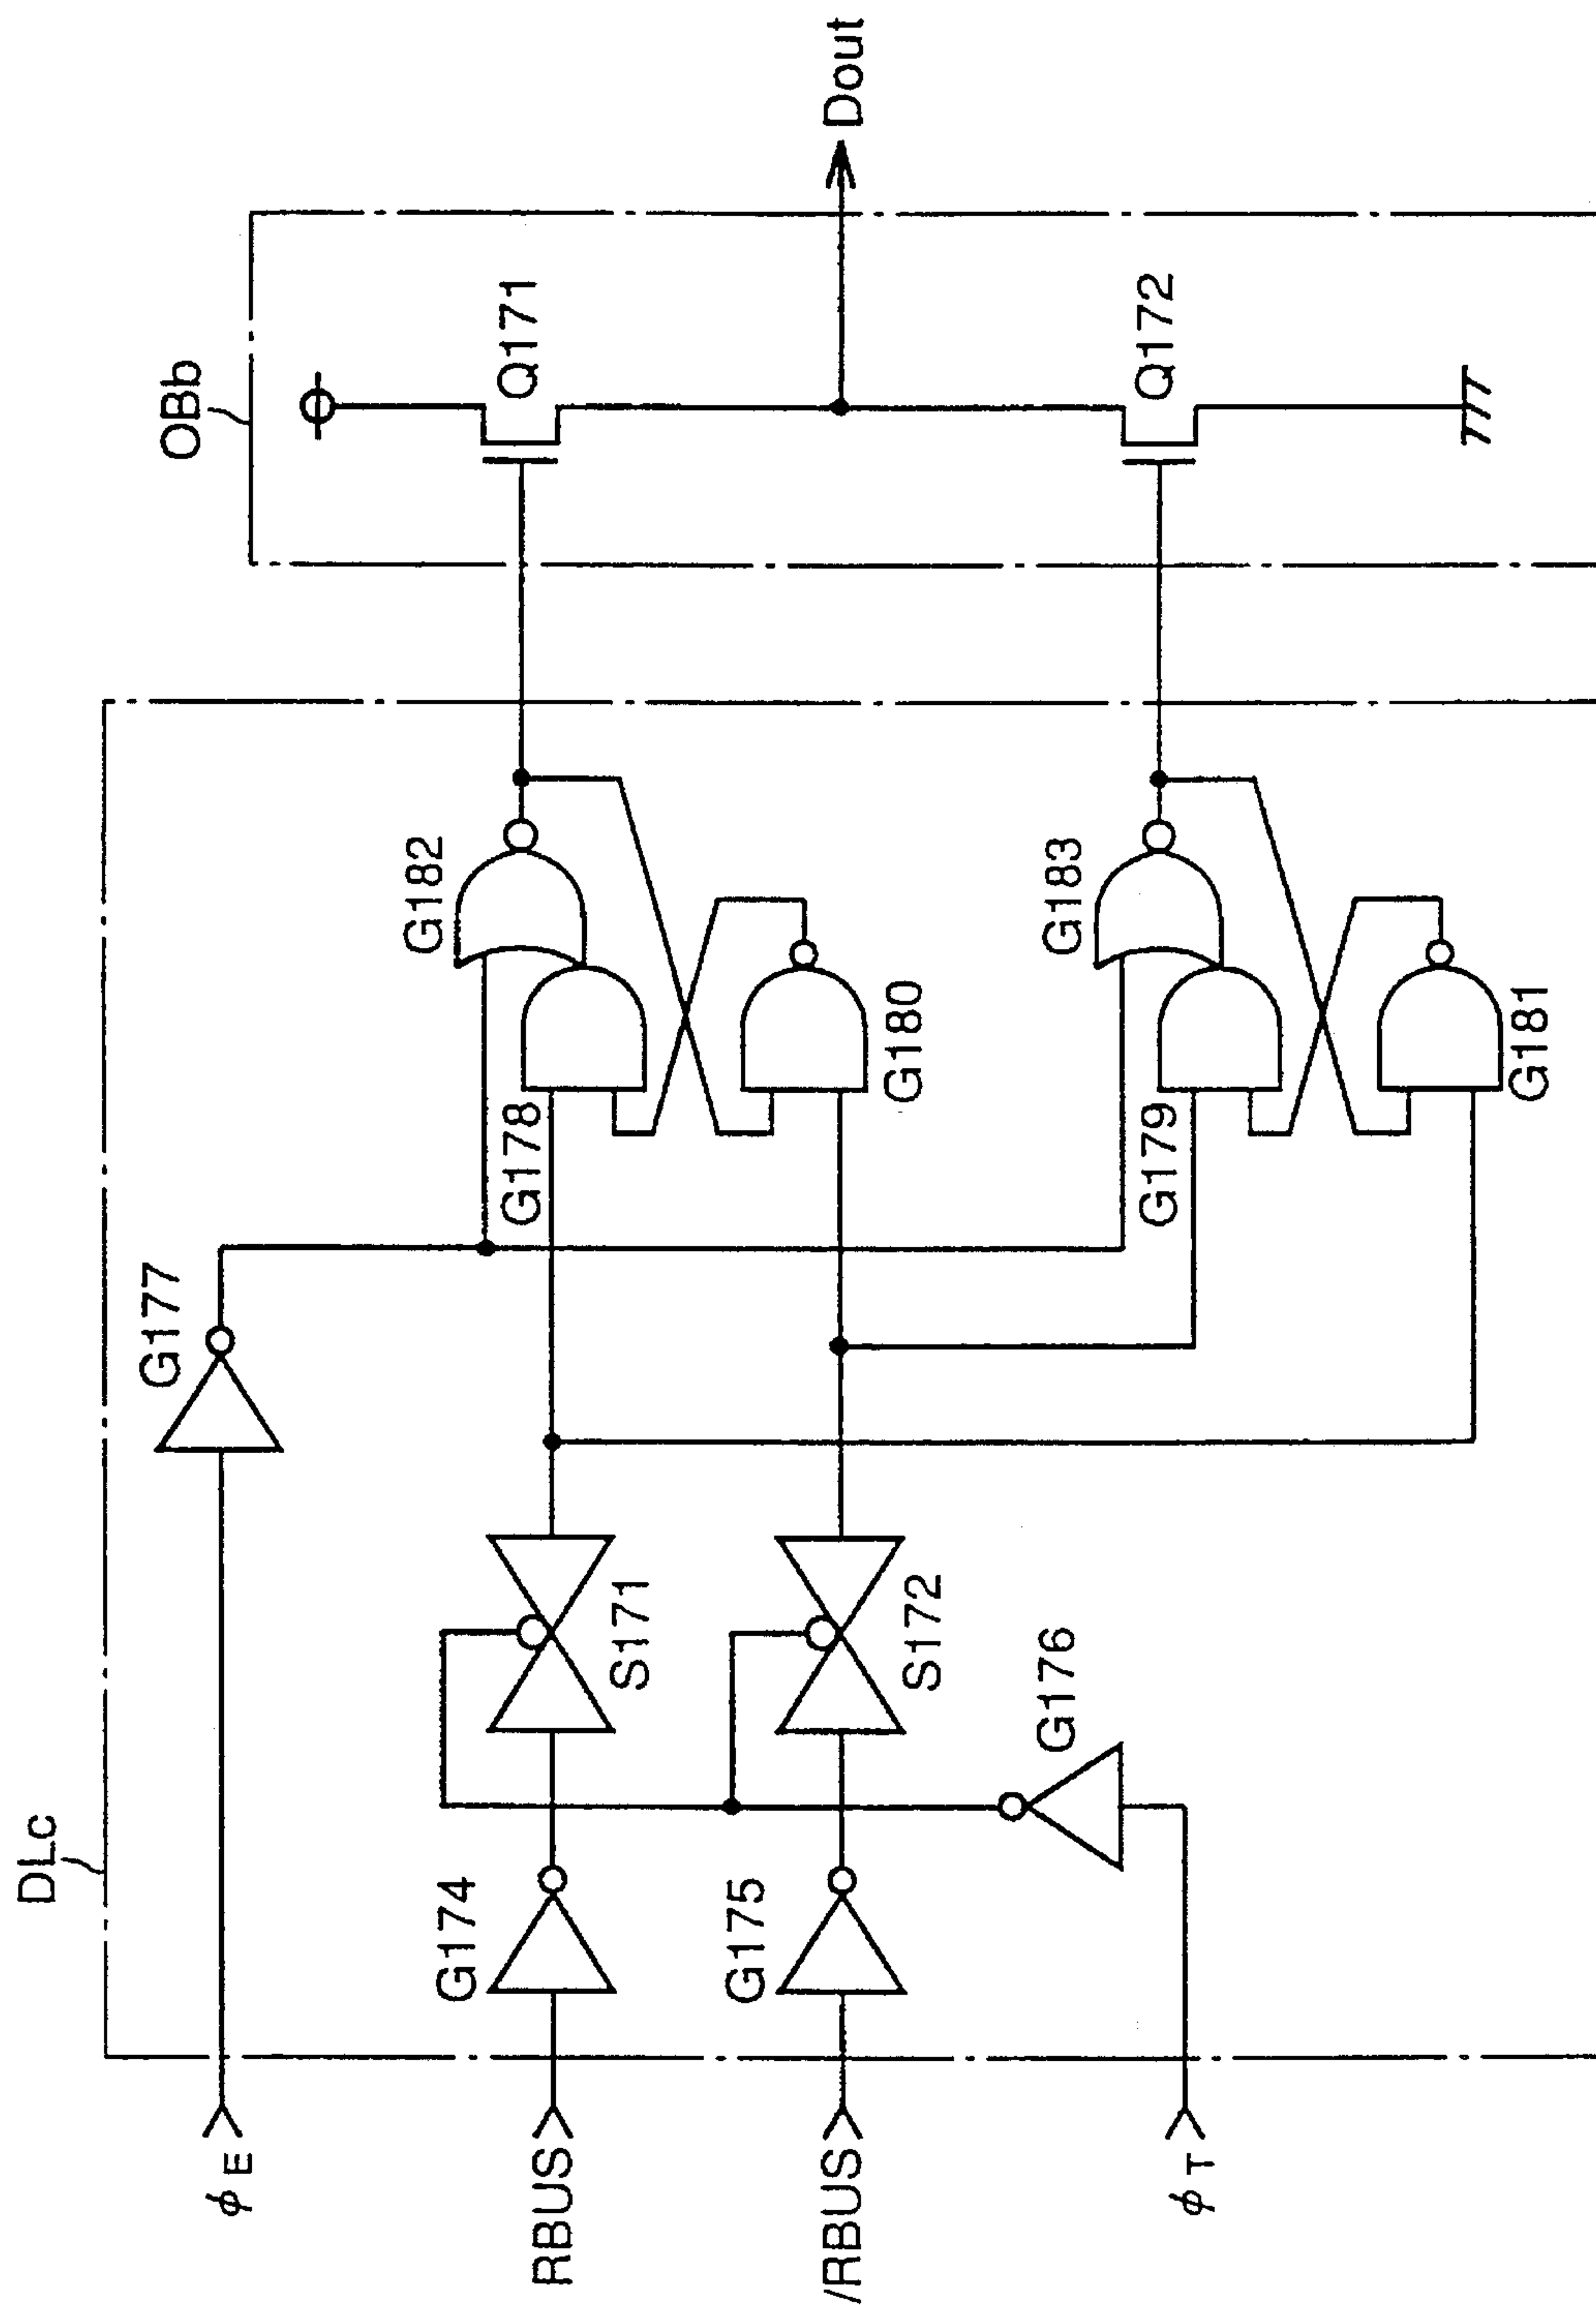 DLc
OBb
φE
G177
RBUS
G174
S171
G178
G182
Q171
Dout
/RBUS
G175
S172
G180
φT
G176
G179
G183
Q172
G181